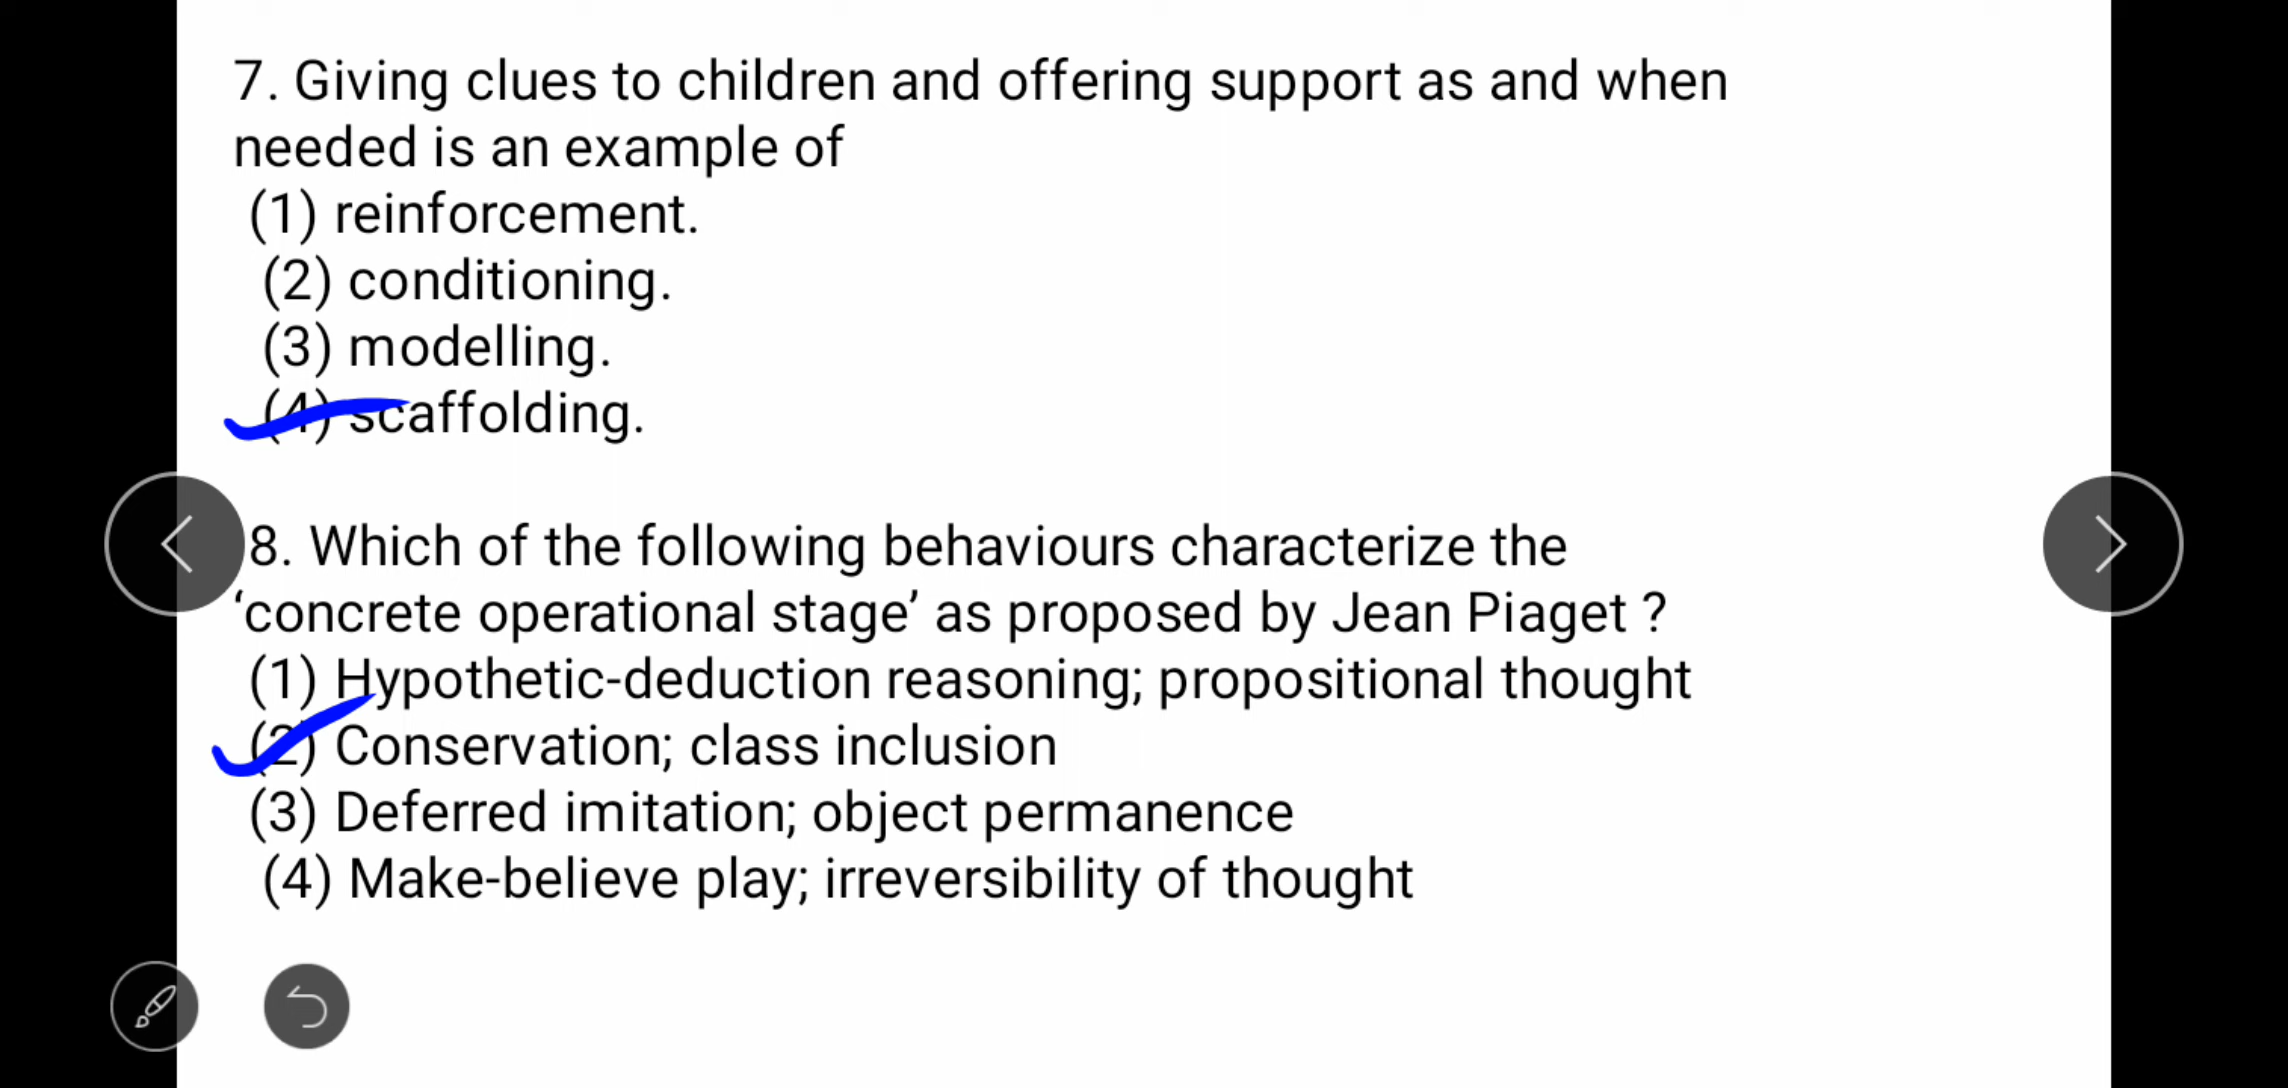 7. Giving clues to children and offering support as and when
needed is an example of
(1) reinforcement.
(2) conditioning.
(3) modelling.
(4) scaffolding.
8. Which of the following behaviours characterize the
‘concrete operational stage’ as proposed by Jean Piaget ?
(1) Hypothetic-deduction reasoning; propositional thought
(2) Conservation; class inclusion
(3) Deferred imitation; object permanence
(4) Make-believe play; irreversibility of thought